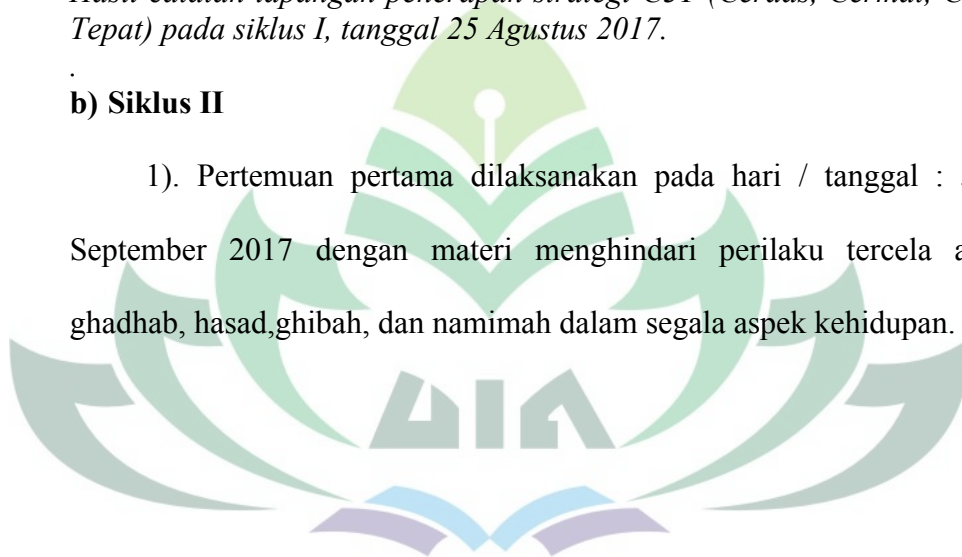 Tepat) pada siklus I, tanggal 25 Agustus 2017.
.
b) Siklus II
1). Pertemuan pertama dilaksanakan pada hari / tanggal :
September 2017 dengan materi menghindari perilaku tercela
ghadhab, hasad,ghibah, dan namimah dalam segala aspek kehidupan.
UIN